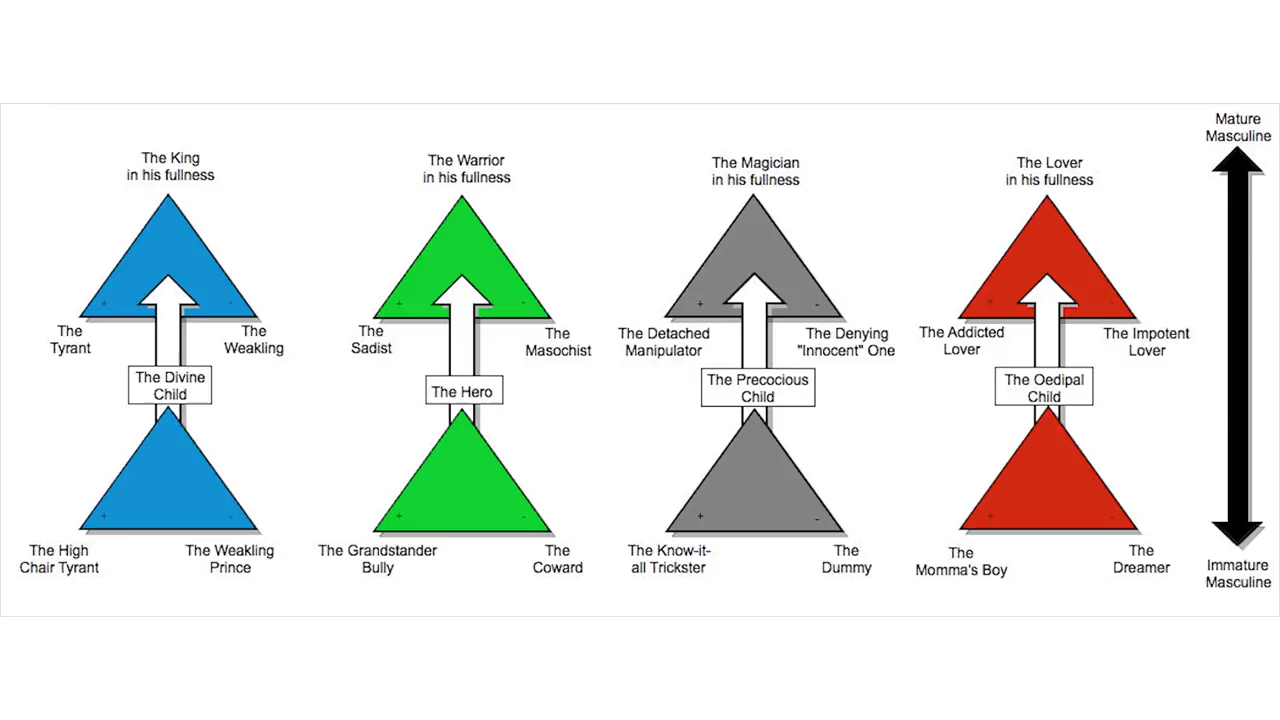 Mature
Masculine
The King
in his fullness
The Warrior
in his fullness
The Magician
in his fullness
The Lover
in his fullness
+ -
+ -
+ -
+ -
The
Tyrant
The
Weakling
The
Sadist
The
Masochist
The Detached
Manipulator
The Denying
"Innocent" One
The Addicted
Lover
The Impotent
Lover
The Divine
Child
The Hero
The Precocious
Child
The Oedipal
Child
+ -
+ -
+ -
+ -
The High
Chair Tyrant
The Weakling
Prince
The Grandstander
Bully
The
Coward
The Know-it-
all Trickster
The
Dummy
The
Momma's Boy
The
Dreamer
Immature
Masculine